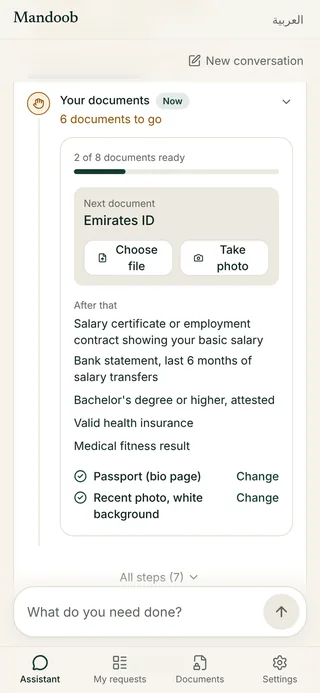 Mandoob
العربية
New conversation
Your documents Now
6 documents to go
2 of 8 documents ready
Next document
Emirates ID
Choose
file
Take
photo
After that
Salary certificate or employment
contract showing your basic salary
Bank statement, last 6 months of
salary transfers
Bachelor's degree or higher, attested
Valid health insurance
Medical fitness result
Passport (bio page) Change
Recent photo, white Change
background
All steps (7)
What do you need done?
Assistant My requests Documents Settings